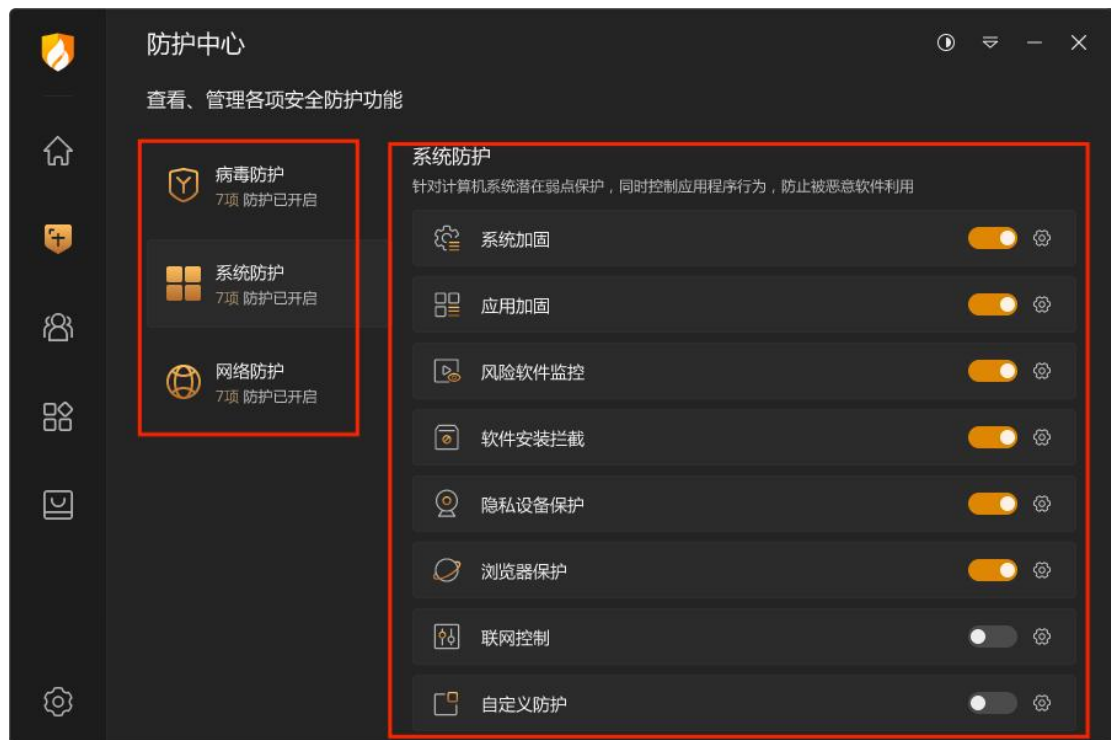 防护中心
查看、管理各项安全防护功能
病毒防护
7项 防护已开启
系统防护
7项 防护已开启
网络防护
7项 防护已开启
系统防护
针对计算机系统潜在弱点保护，同时控制应用程序行为，防止被恶意软件利用
系统加固
应用加固
风险软件监控
软件安装拦截
隐私设备保护
浏览器保护
联网控制
自定义防护